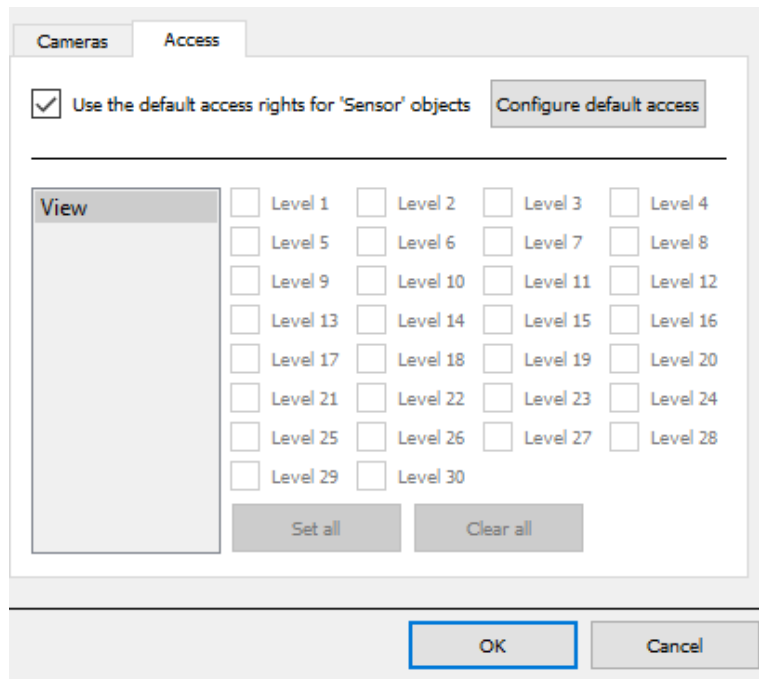 Cameras Access
Use the default access rights for 'Sensor' objects Configure default access
View Level 1 Level 2 Level 3 Level 4
Level 5 Level 6 Level 7 Level 8
Level 9 Level 10 Level 11 Level 12
Level 13 Level 14 Level 15 Level 16
Level 17 Level 18 Level 19 Level 20
Level 21 Level 22 Level 23 Level 24
Level 25 Level 26 Level 27 Level 28
Level 29 Level 30
Set all Clear all
OK Cancel